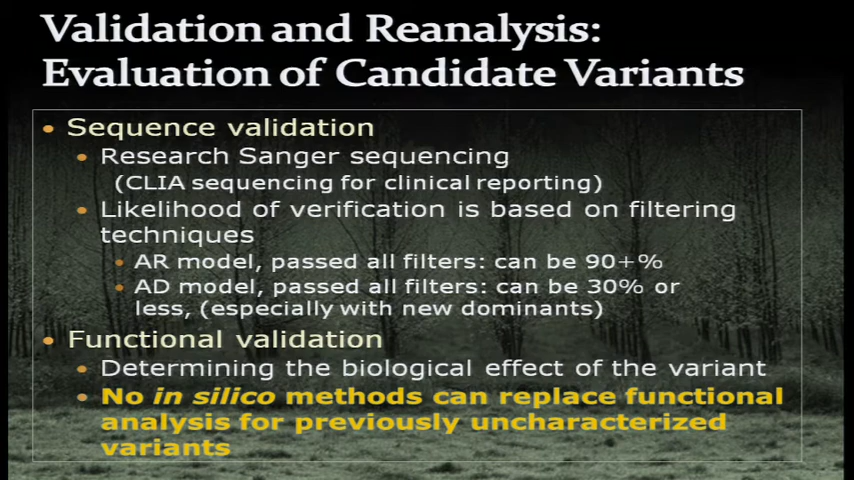 Validation and Reanalysis:
Evaluation of Candidate Variants
• Sequence validation
• Research Sanger sequencing
(CLIA sequencing for clinical reporting)
• Likelihood of verification is based on filtering
techniques
• AR model, passed all filters: can be 90+%
• AD model, passed all filters: can be 30% or
less, (especially with new dominants)
• Functional validation
• Determining the biological effect of the variant
• No in silico methods can replace functional
analysis for previously uncharacterized
variants